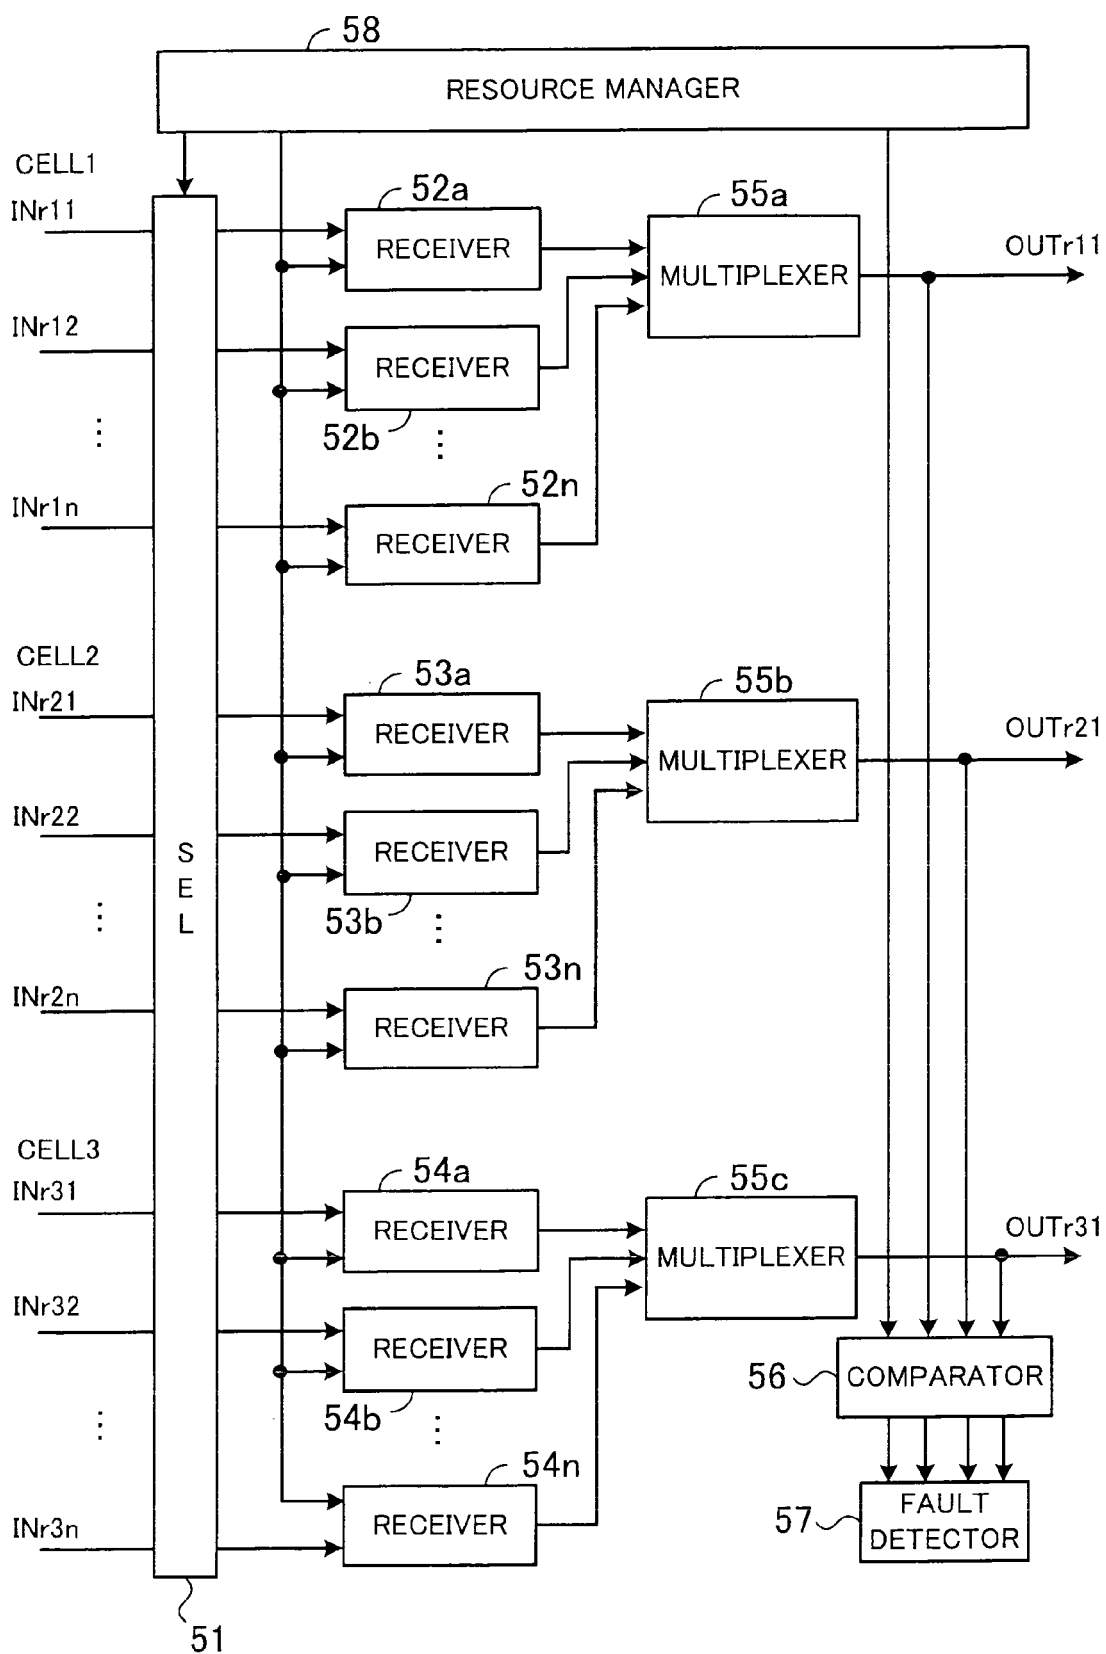 58
RESOURCE MANAGER
CELL1
INr11
52a
RECEIVER
55a
MULTIPLEXER
OUTr11
INr12
RECEIVER
52b
⋮
⋮
⋮
INr1n
52n
RECEIVER
CELL2
INr21
53a
RECEIVER
55b
MULTIPLEXER
OUTr21
INr22
RECEIVER
SEL
53b
⋮
⋮
INr2n
53n
RECEIVER
CELL3
INr31
54a
RECEIVER
55c
MULTIPLEXER
OUTr31
INr32
RECEIVER
54b
⋮
⋮
56
COMPARATOR
54n
RECEIVER
INr3n
57
FAULT
DETECTOR
51